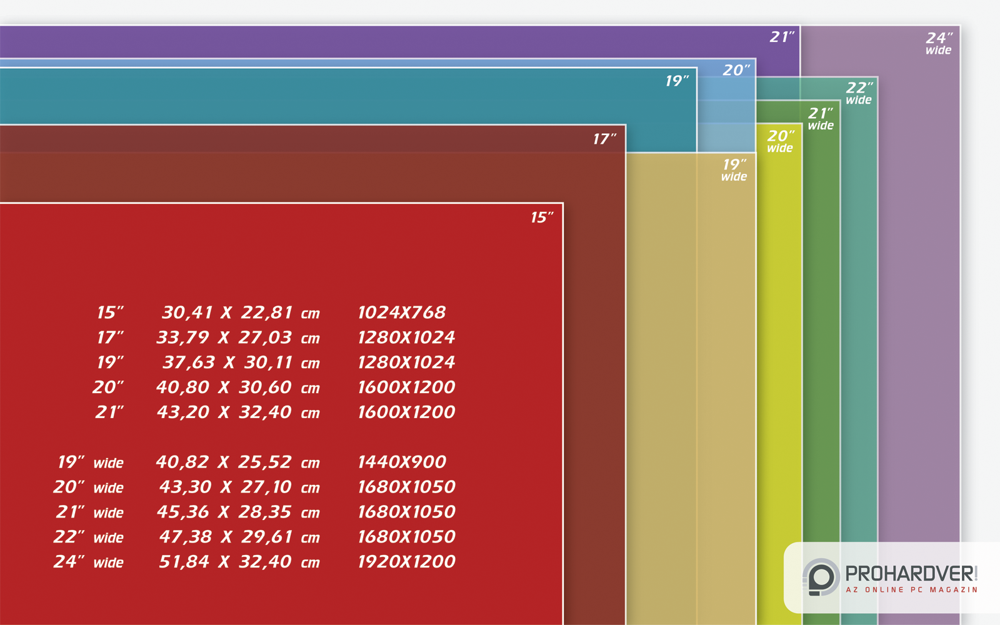 21″
24″
wide
20″
19″
22″
wide
21″
wide
17″
20″
wide
19″
wide
15″
15″ 30,41 X 22,81 cm 1024X768
17″ 33,79 X 27,03 cm 1280X1024
19″ 37,63 X 30,11 cm 1280X1024
20″ 40,80 X 30,60 cm 1600X1200
21″ 43,20 X 32,40 cm 1600X1200
19″ wide 40,82 X 25,52 cm 1440X900
20″ wide 43,30 X 27,10 cm 1680X1050
21″ wide 45,36 X 28,35 cm 1680X1050
22″ wide 47,38 X 29,61 cm 1680X1050
24″ wide 51,84 X 32,40 cm 1920X1200
PROHARDVER!
AZ ONLINE PC MAGAZIN